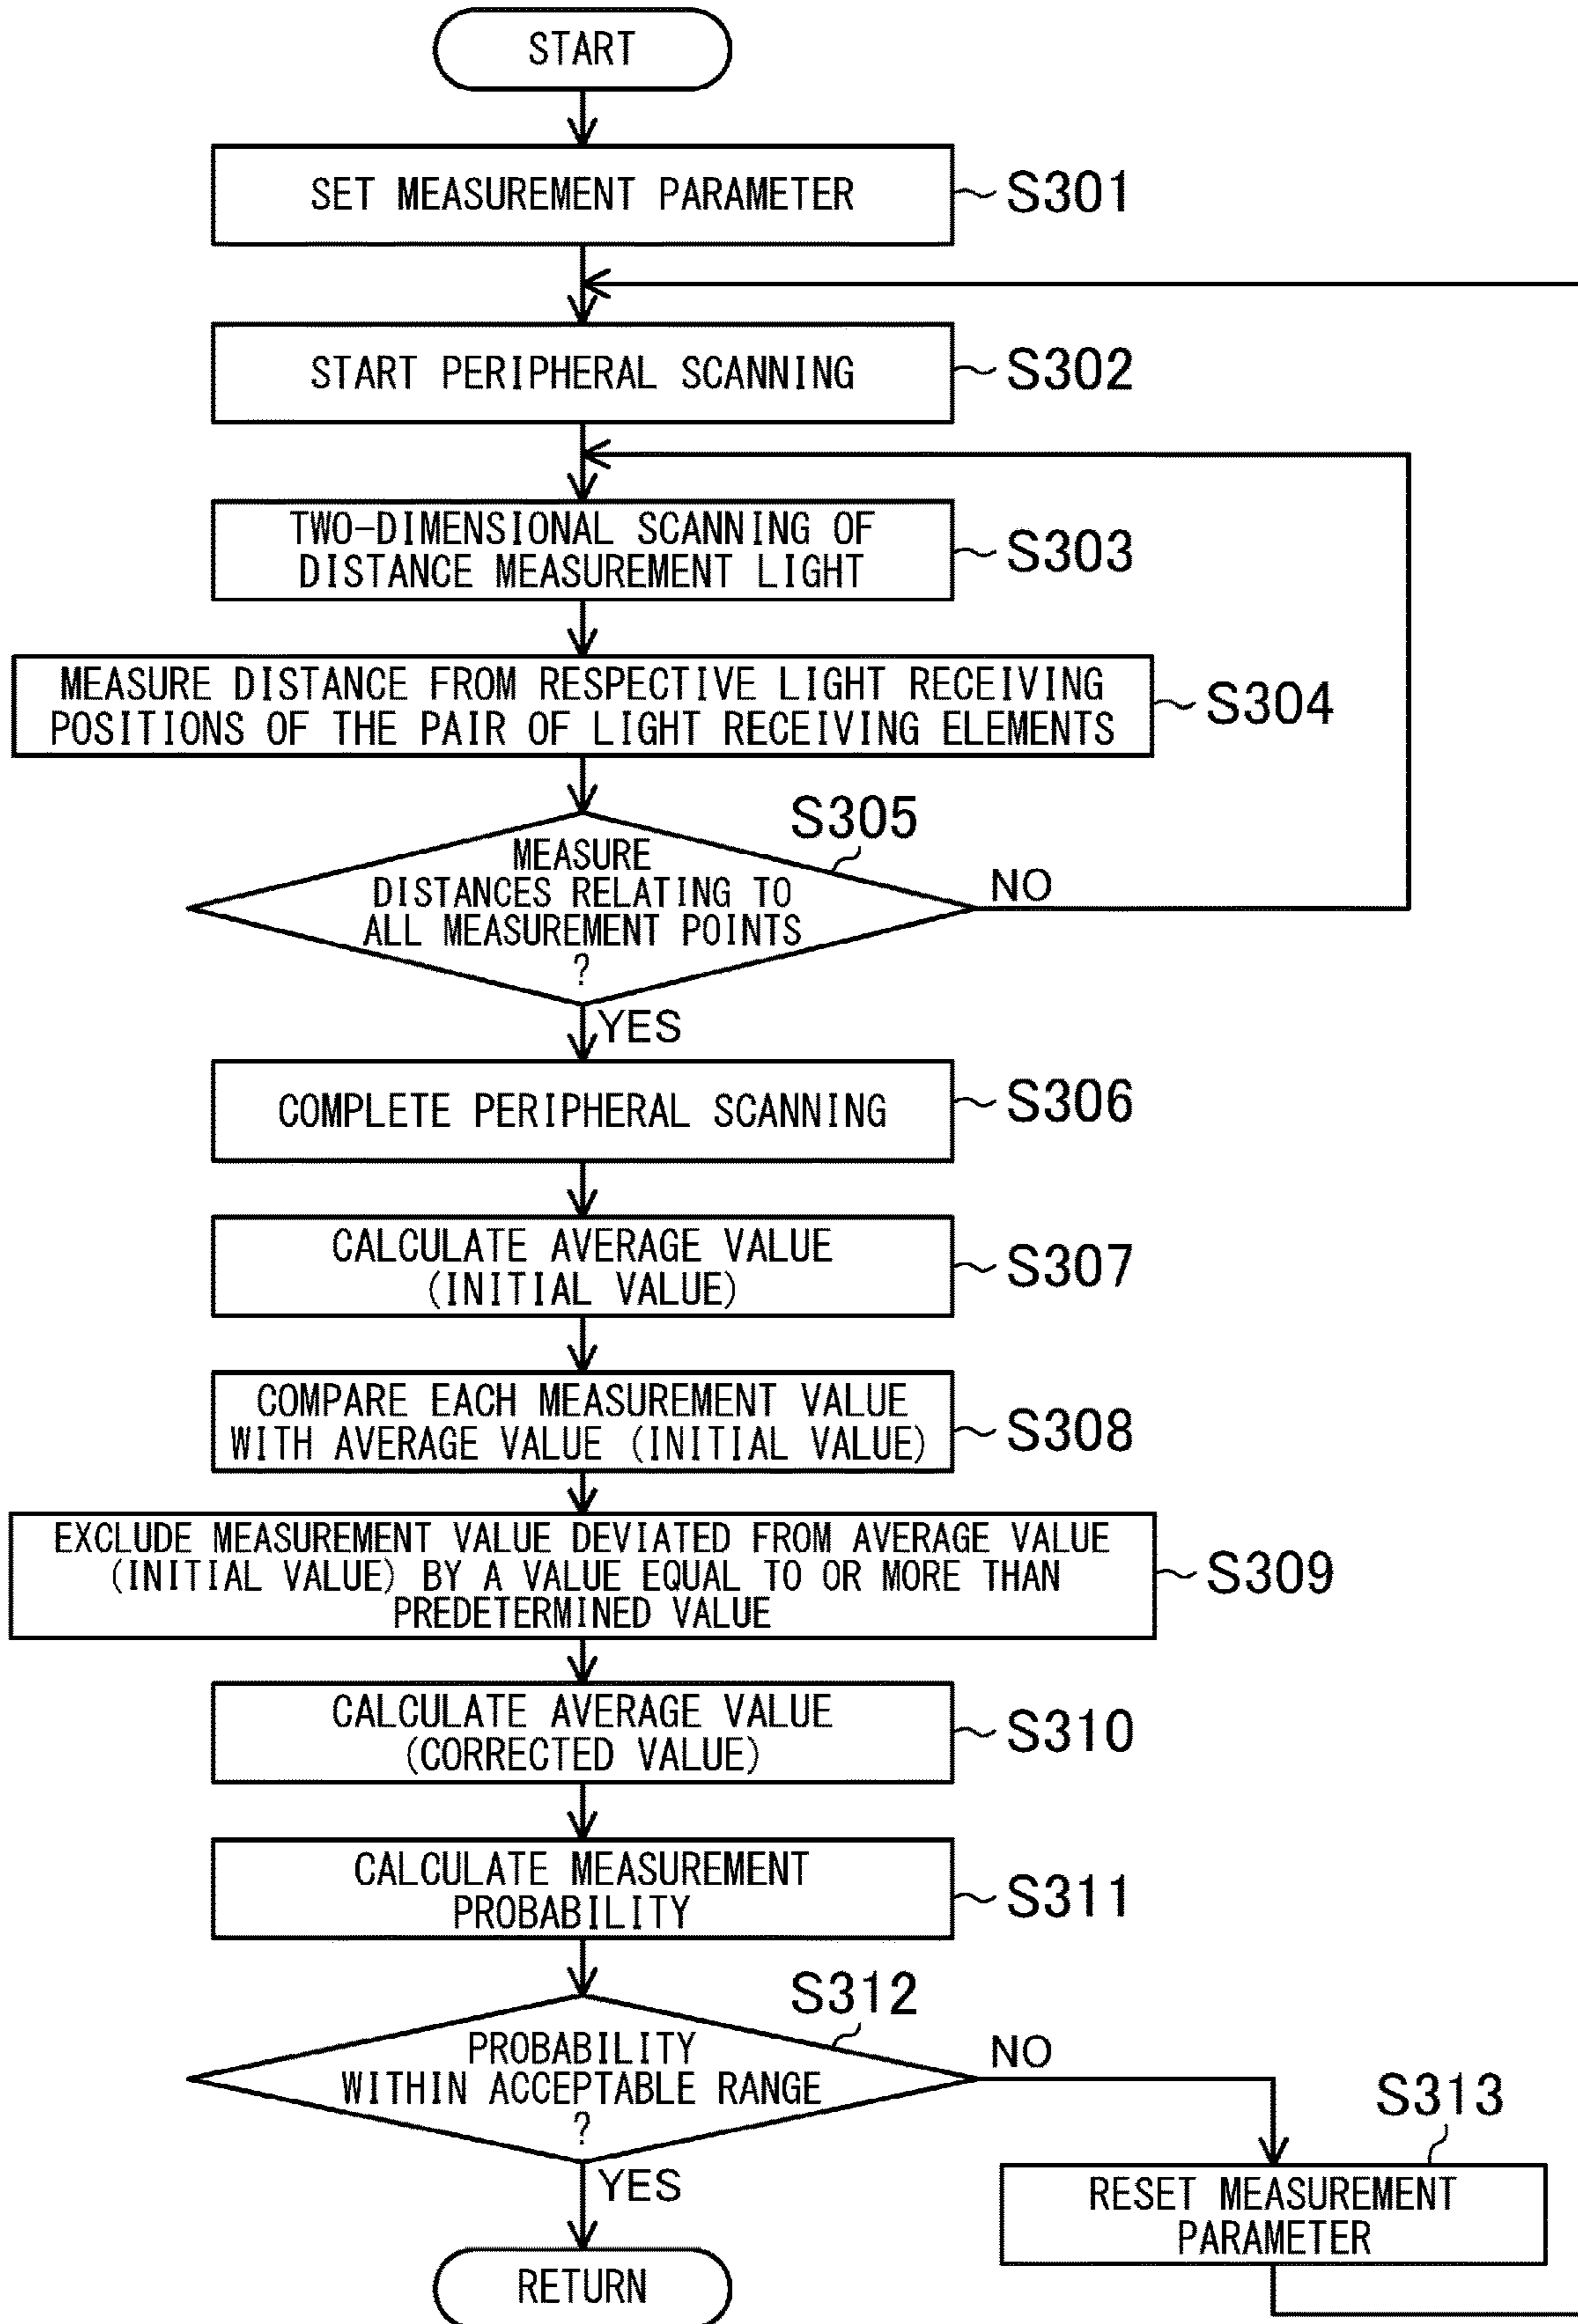 START
SET MEASUREMENT PARAMETER
S301
START PERIPHERAL SCANNING
S302
TWO-DIMENSIONAL SCANNING OF
DISTANCE MEASUREMENT LIGHT
S303
MEASURE DISTANCE FROM RESPECTIVE LIGHT RECEIVING
POSITIONS OF THE PAIR OF LIGHT RECEIVING ELEMENTS
S304
S305
MEASURE
DISTANCES RELATING TO
ALL MEASUREMENT POINTS
?
NO
YES
COMPLETE PERIPHERAL SCANNING
S306
CALCULATE AVERAGE VALUE
(INITIAL VALUE)
S307
COMPARE EACH MEASUREMENT VALUE
WITH AVERAGE VALUE (INITIAL VALUE)
S308
EXCLUDE MEASUREMENT VALUE DEVIATED FROM AVERAGE VALUE
(INITIAL VALUE) BY A VALUE EQUAL TO OR MORE THAN
PREDETERMINED VALUE
S309
CALCULATE AVERAGE VALUE
(CORRECTED VALUE)
S310
CALCULATE MEASUREMENT
PROBABILITY
S311
S312
PROBABILITY
WITHIN ACCEPTABLE RANGE
?
NO
YES
S313
RESET MEASUREMENT
PARAMETER
RETURN